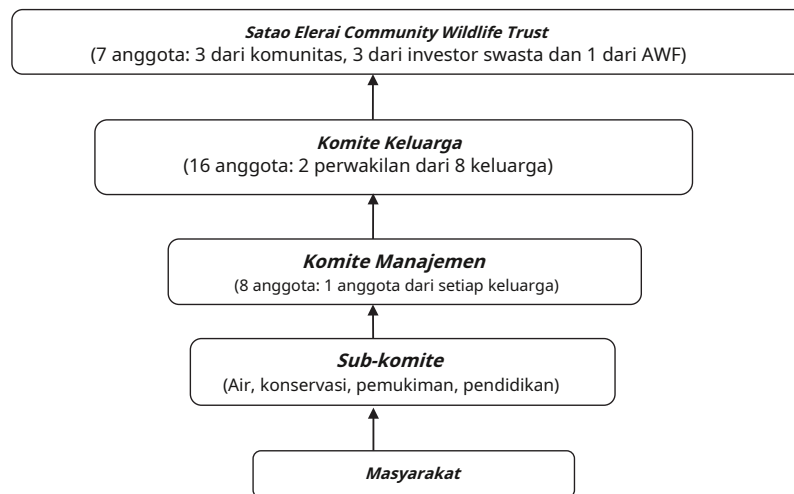 Satao Elerai Community Wildlife Trust
(7 anggota: 3 dari komunitas, 3 dari investor swasta dan 1 dari AWF)
Komite Keluarga
(16 anggota: 2 perwakilan dari 8 keluarga)
Komite Manajemen
(8 anggota: 1 anggota dari setiap keluarga)
Sub-komite
(Air, konservasi, pemukiman, pendidikan)
Masyarakat